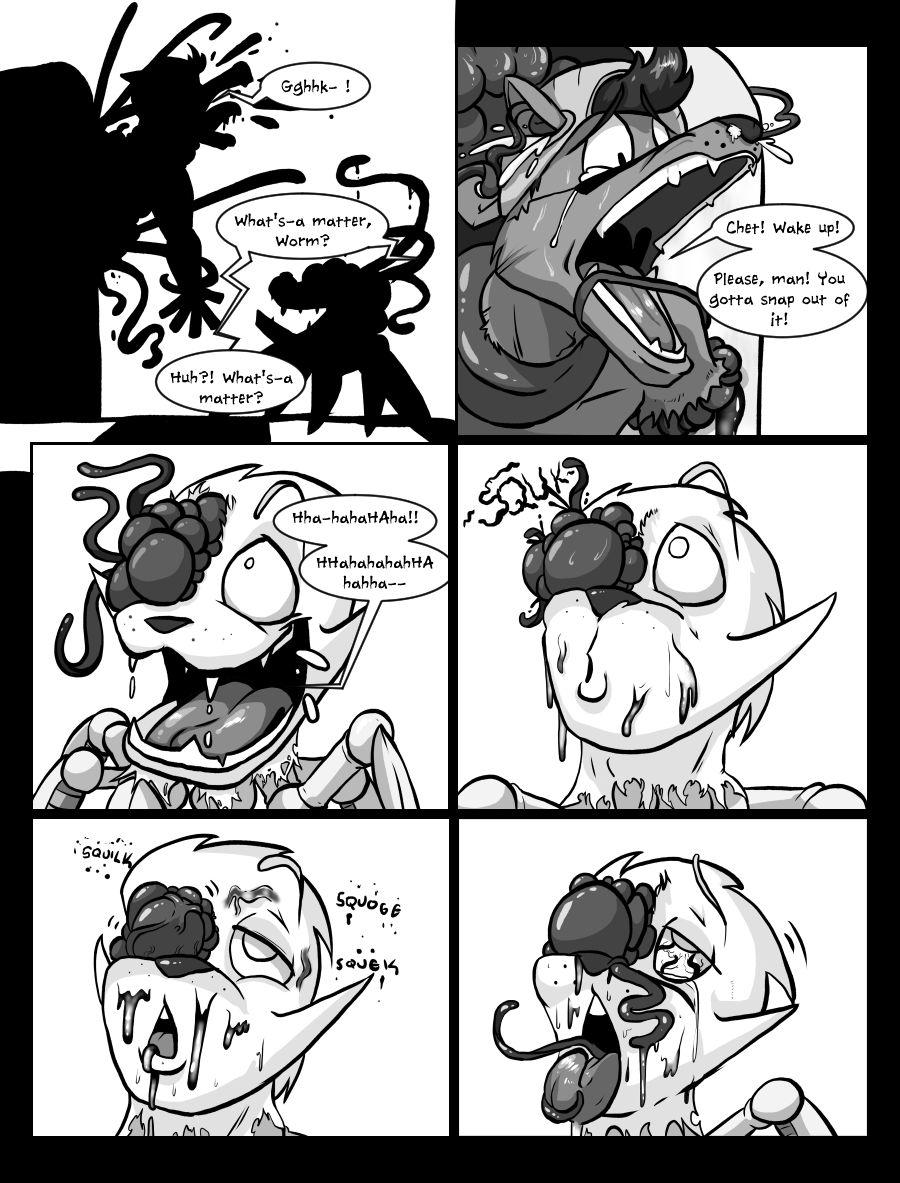 Gghhk- !
What's-a matter,
Worm?
Huh?! What's-a
matter?
Chet! Wake up!
Please, man! You
gotta snap out of
it!
Hha-hahaHAha!!
HHahahahahHA
hahha--
SQUILK
SQUOGE
!
SQUELK
!